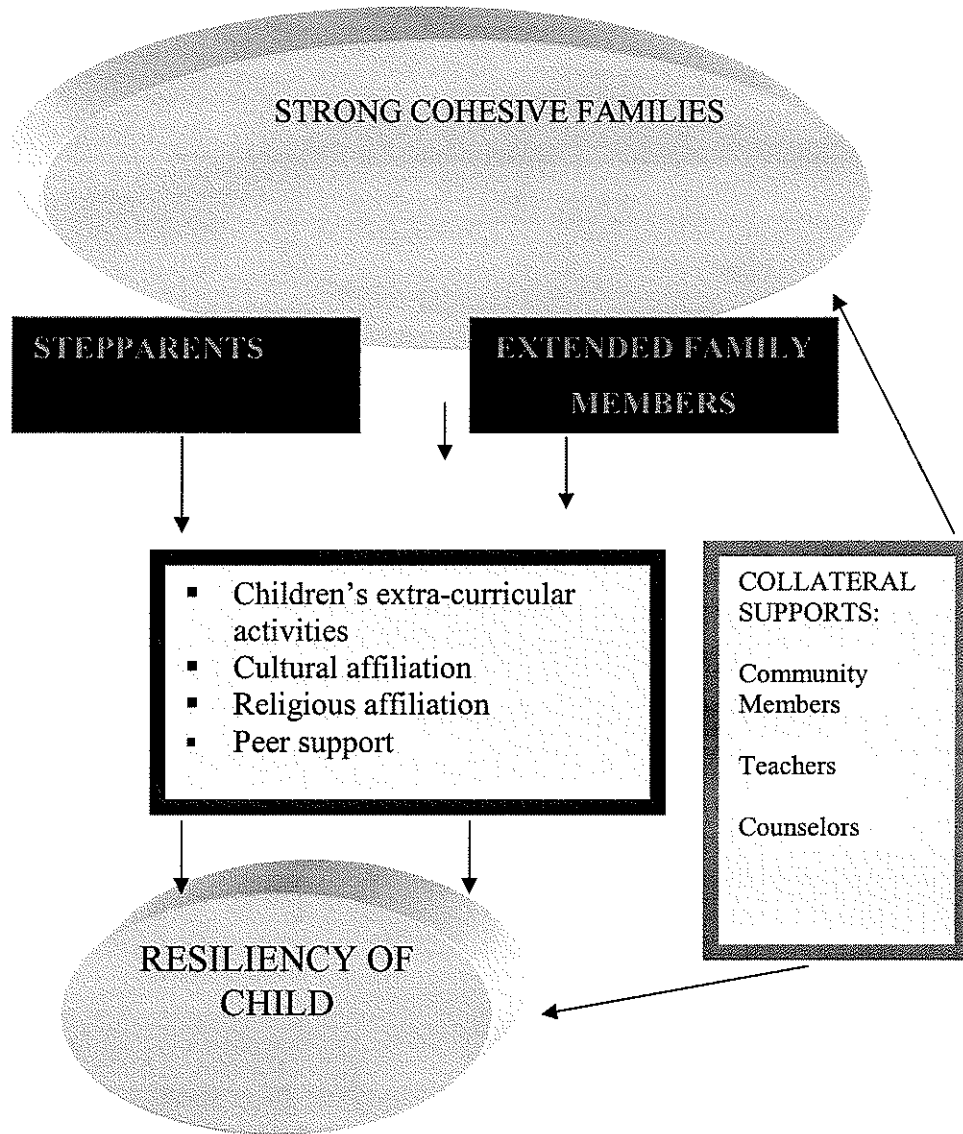 STRONG COHESIVE FAMILIES
STEPPARENTS
EXTENDED FAMILY
MEMBERS
▪ Children’s extra-curricular
activities
▪ Cultural affiliation
▪ Religious affiliation
▪ Peer support
COLLATERAL
SUPPORTS:
Community
Members
Teachers
Counselors
RESILIENCY OF
CHILD